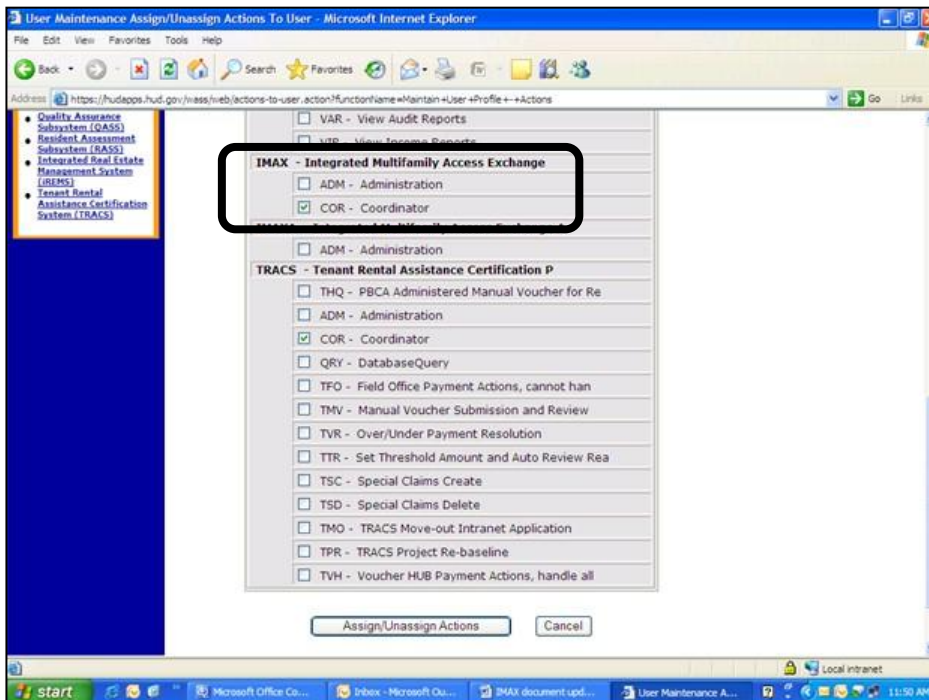 User Maintenance Assign/Unassign Actions To User - Microsoft Internet Explorer
File Edit View Favorites Tools Help
Back Search Favorites
Address https://hudapps.hud.gov/wass/web/actions-to-user.action?functionName=Maintain+User+Profile+-+Actions Go Links
Quality Assurance
Subsystem (QASS)
Resident Assessment
Subsystem (RASS)
Integrated Real Estate
Management System
(iREMS)
Tenant Rental
Assistance Certification
System (TRACS)
VAR - View Audit Reports
VIR - View Income Reports
IMAX - Integrated Multifamily Access Exchange
ADM - Administration
COR - Coordinator
ADM - Administration
TRACS - Tenant Rental Assistance Certification P
THQ - PBCA Administered Manual Voucher for Re
ADM - Administration
COR - Coordinator
QRY - DatabaseQuery
TFO - Field Office Payment Actions, cannot han
TMV - Manual Voucher Submission and Review
TVR - Over/Under Payment Resolution
TTR - Set Threshold Amount and Auto Review Rea
TSC - Special Claims Create
TSD - Special Claims Delete
TMO - TRACS Move-out Intranet Application
TPR - TRACS Project Re-baseline
TVH - Voucher HUB Payment Actions, handle all
Assign/Unassign Actions Cancel
Local intranet
start Microsoft Office Co... Inbox - Microsoft Ou... IMAX document upd... User Maintenance A... 11:50 AM